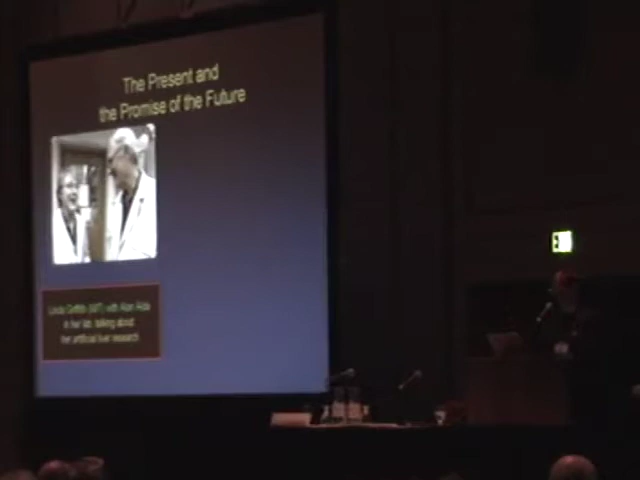 The Present and
the Promise of the Future
Linda Griffith (MIT) with Alan Alda
in her lab, talking about
her artificial liver research